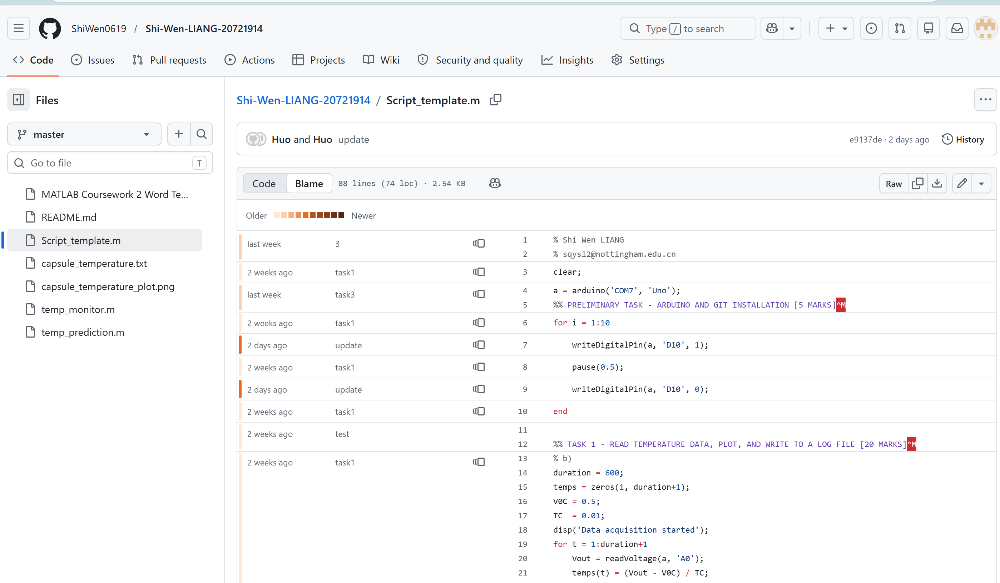 ShiWen0619 / Shi-Wen-LIANG-20721914
Type / to search
Code Issues Pull requests Actions Projects Wiki Security and quality Insights Settings
Files
master
Go to file T
MATLAB Coursework 2 Word Te...
README.md
Script_template.m
capsule_temperature.txt
capsule_temperature_plot.png
temp_monitor.m
temp_prediction.m
Shi-Wen-LIANG-20721914 / Script_template.m
Huo and Huo update e9137de · 2 days ago History
Code Blame 88 lines (74 loc) · 2.54 KB Raw
Older Newer
last week 3 1 % Shi Wen LIANG
2 % sqysl2@nottingham.edu.cn
2 weeks ago task1 3 clear;
last week task3 4 a = arduino('COM7', 'Uno');
5 %% PRELIMINARY TASK - ARDUINO AND GIT INSTALLATION [5 MARKS]^M
2 weeks ago task1 6 for i = 1:10
2 days ago update 7 writeDigitalPin(a, 'D10', 1);
2 weeks ago task1 8 pause(0.5);
2 days ago update 9 writeDigitalPin(a, 'D10', 0);
2 weeks ago task1 10 end
2 weeks ago test 11
12 %% TASK 1 - READ TEMPERATURE DATA, PLOT, AND WRITE TO A LOG FILE [20 MARKS]^M
2 weeks ago task1 13 % b)
14 duration = 600;
15 temps = zeros(1, duration+1);
16 V0C = 0.5;
17 TC  = 0.01;
18 disp('Data acquisition started');
19 for t = 1:duration+1
20 Vout = readVoltage(a, 'A0');
21 temps(t) = (Vout - V0C) / TC;